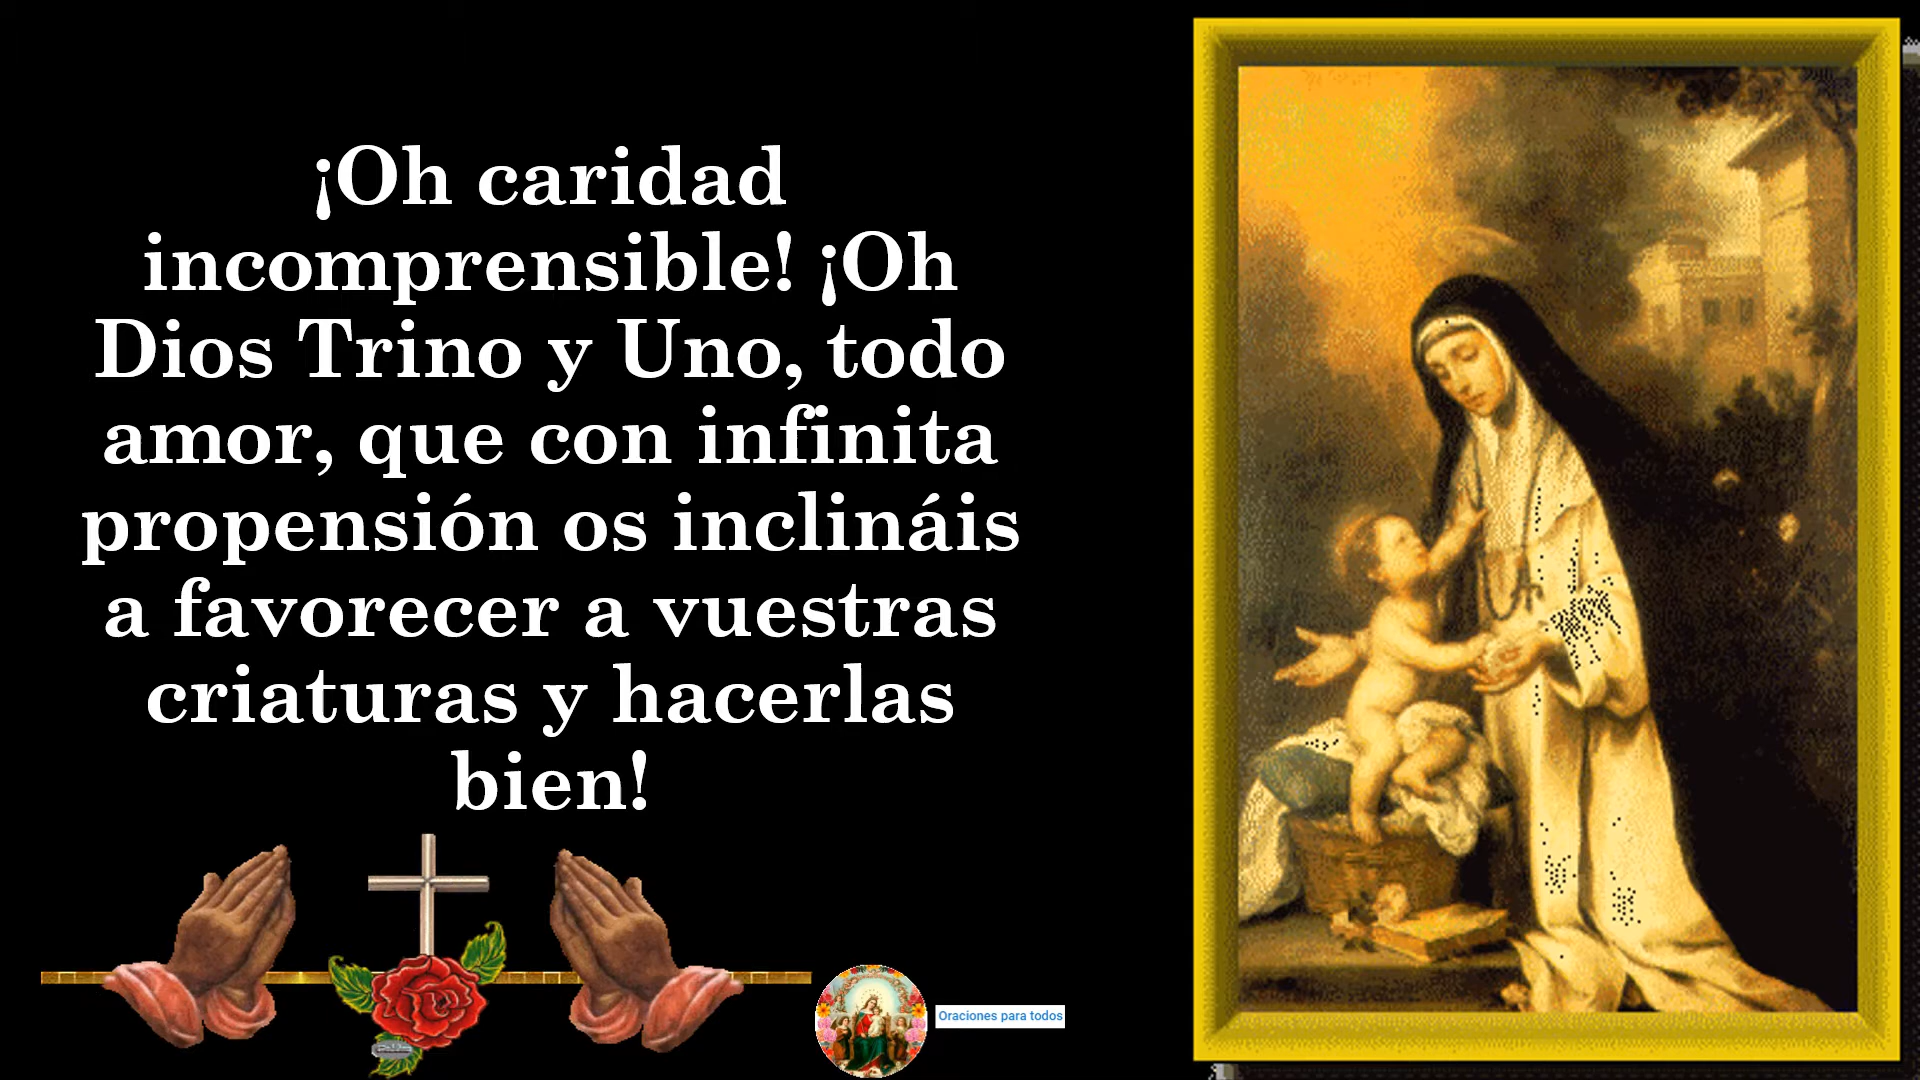 ¡Oh caridad
incomprensible! ¡Oh
Dios Trino y Uno, todo
amor, que con infinita
propensión os inclináis
a favorecer a vuestras
criaturas y hacerlas
bien!
Oraciones para todos